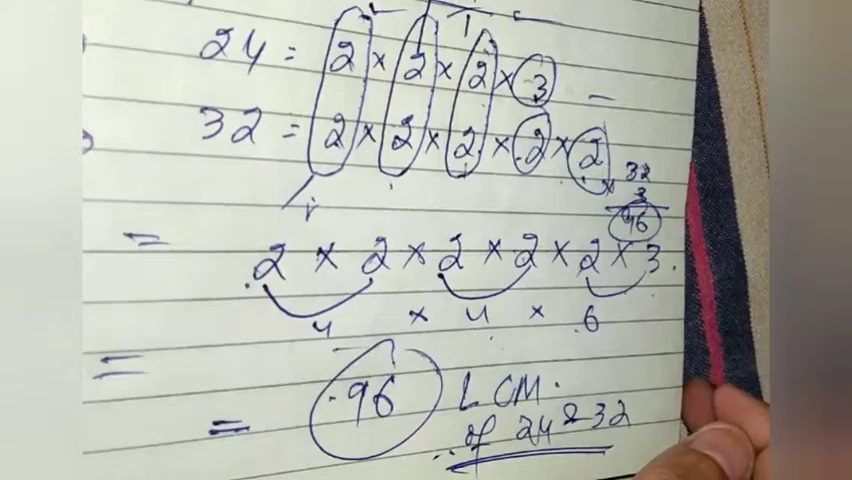 24 = 2 × 2 × 2 × 3
32 = 2 × 2 × 2 × 2 × 2
32
× 3
96
= 2 × 2 × 2 × 2 × 2 × 3
4 × 4 × 6
=
= 96 LCM.
of 24 & 32